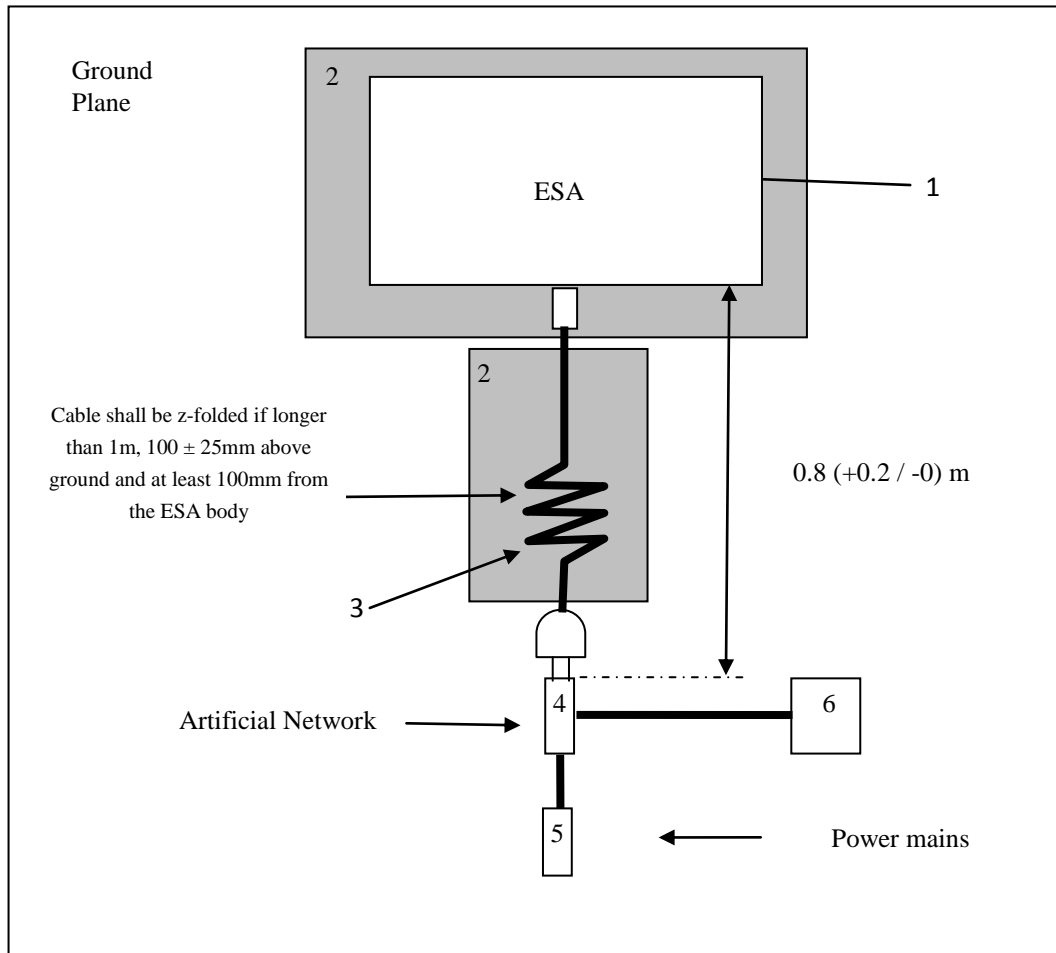 Ground
Plane
2
ESA
1
2
Cable shall be z-folded if longer
than 1m, 100 ± 25mm above
ground and at least 100mm from
the ESA body
0.8 (+0.2 / -0) m
3
4
6
Artificial Network
5
Power mains